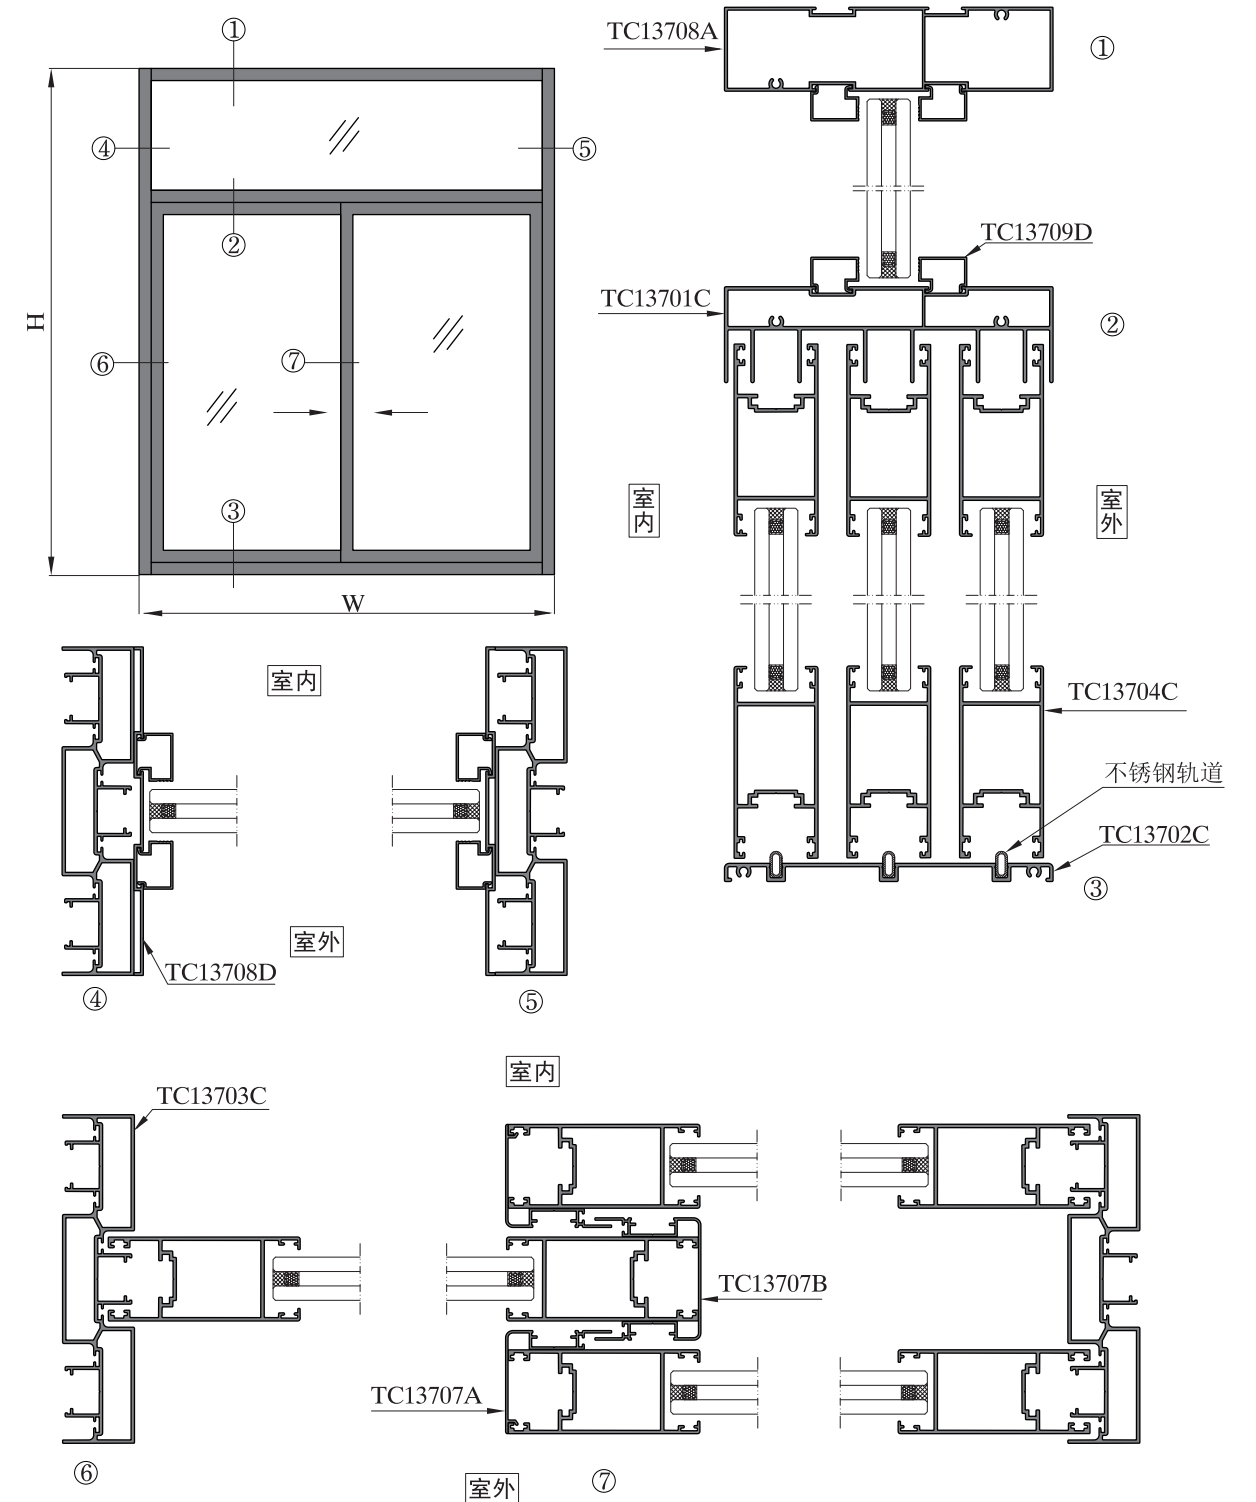 ①
TC13708A
①
④
⑤
②
TC13709D
TC13701C
②
H
⑥
⑦
室内
室外
③
W
室内
TC13704C
不锈钢轨道
TC13702C
③
室外
TC13708D
④
⑤
室内
TC13703C
TC13707B
TC13707A
⑥
室外
⑦